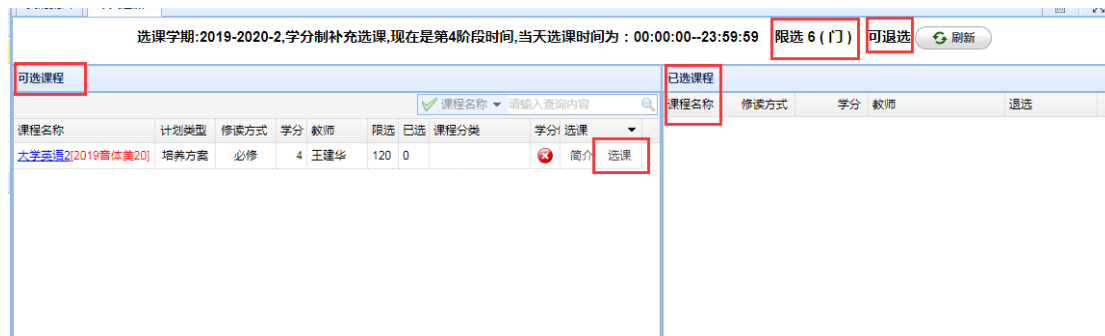 选课学期:2019-2020-2,学分制补充选课,现在是第4阶段时间,当天选课时间为：00:00:00--23:59:59 限选 6 (门) 可退选 刷新
可选课程
课程名称 请输入查询内容
课程名称 计划类型 修读方式 学分 教师 限选 已选 课程分类 学分 选课
大学英语2[2019音体美20] 培养方案 必修 4 王建华 120 0 简介 选课
已选课程
课程名称 修读方式 学分 教师 退选